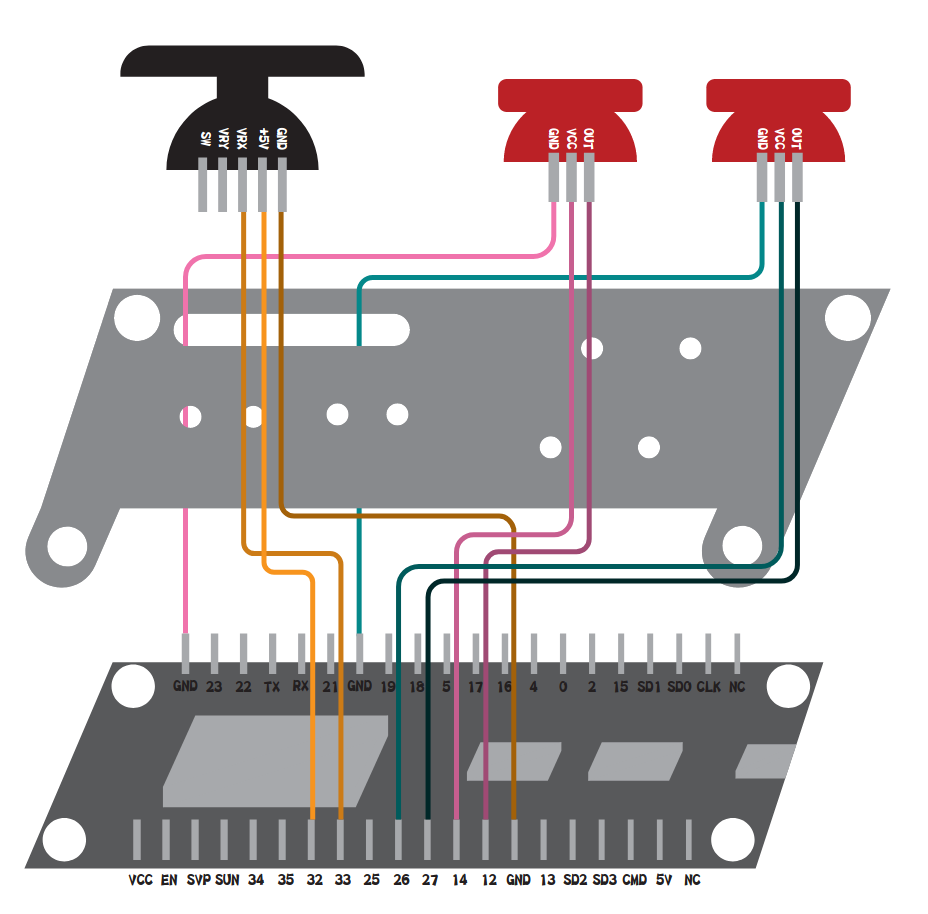 SW VRY VRX +5V GND
GND VCC OUT
GND VCC OUT
GND 23 22 TX RX 21 GND 19 18 5 17 16 4 0 2 15 SD1 SD0 CLK NC
VCC EN SVP SUN 34 35 32 33 25 26 27 14 12 GND 13 SD2 SD3 CMD 5V NC